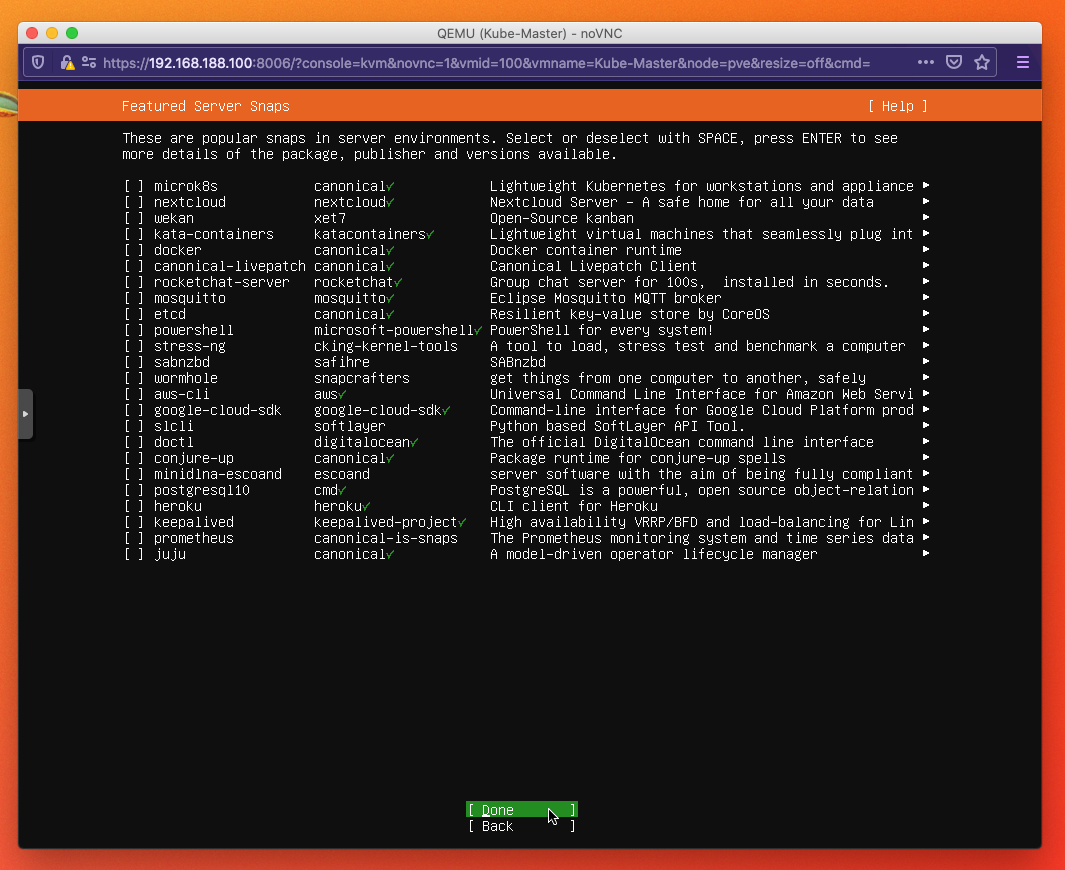 QEMU (Kube-Master) - noVNC
https://192.168.188.100:8006/?console=kvm&novnc=1&vmid=100&vmname=Kube-Master&node=pve&resize=off&cmd=
Featured Server Snaps [ Help ]
These are popular snaps in server environments. Select or deselect with SPACE, press ENTER to see
more details of the package, publisher and versions available.
[ ] microk8s canonical✓ Lightweight Kubernetes for workstations and appliance ▸
[ ] nextcloud nextcloud✓ Nextcloud Server - A safe home for all your data ▸
[ ] wekan xet7 Open-Source kanban ▸
[ ] kata-containers katacontainers✓ Lightweight virtual machines that seamlessly plug int ▸
[ ] docker canonical✓ Docker container runtime ▸
[ ] canonical-livepatch canonical✓ Canonical Livepatch Client ▸
[ ] rocketchat-server rocketchat✓ Group chat server for 100s,  installed in seconds. ▸
[ ] mosquitto mosquitto✓ Eclipse Mosquitto MQTT broker ▸
[ ] etcd canonical✓ Resilient key-value store by CoreOS ▸
[ ] powershell microsoft-powershell✓ PowerShell for every system! ▸
[ ] stress-ng cking-kernel-tools A tool to load, stress test and benchmark a computer ▸
[ ] sabnzbd safihre SABnzbd ▸
[ ] wormhole snapcrafters get things from one computer to another, safely ▸
[ ] aws-cli aws✓ Universal Command Line Interface for Amazon Web Servi ▸
[ ] google-cloud-sdk google-cloud-sdk✓ Command-line interface for Google Cloud Platform prod ▸
[ ] slcli softlayer Python based SoftLayer API Tool. ▸
[ ] doctl digitalocean✓ The official DigitalOcean command line interface ▸
[ ] conjure-up canonical✓ Package runtime for conjure-up spells ▸
[ ] minidlna-escoand escoand server software with the aim of being fully compliant ▸
[ ] postgresql10 cmd✓ PostgreSQL is a powerful, open source object-relation ▸
[ ] heroku heroku✓ CLI client for Heroku ▸
[ ] keepalived keepalived-project✓ High availability VRRP/BFD and load-balancing for Lin ▸
[ ] prometheus canonical-is-snaps The Prometheus monitoring system and time series data ▸
[ ] juju canonical✓ A model-driven operator lifecycle manager ▸
[ Done ]
[ Back ]